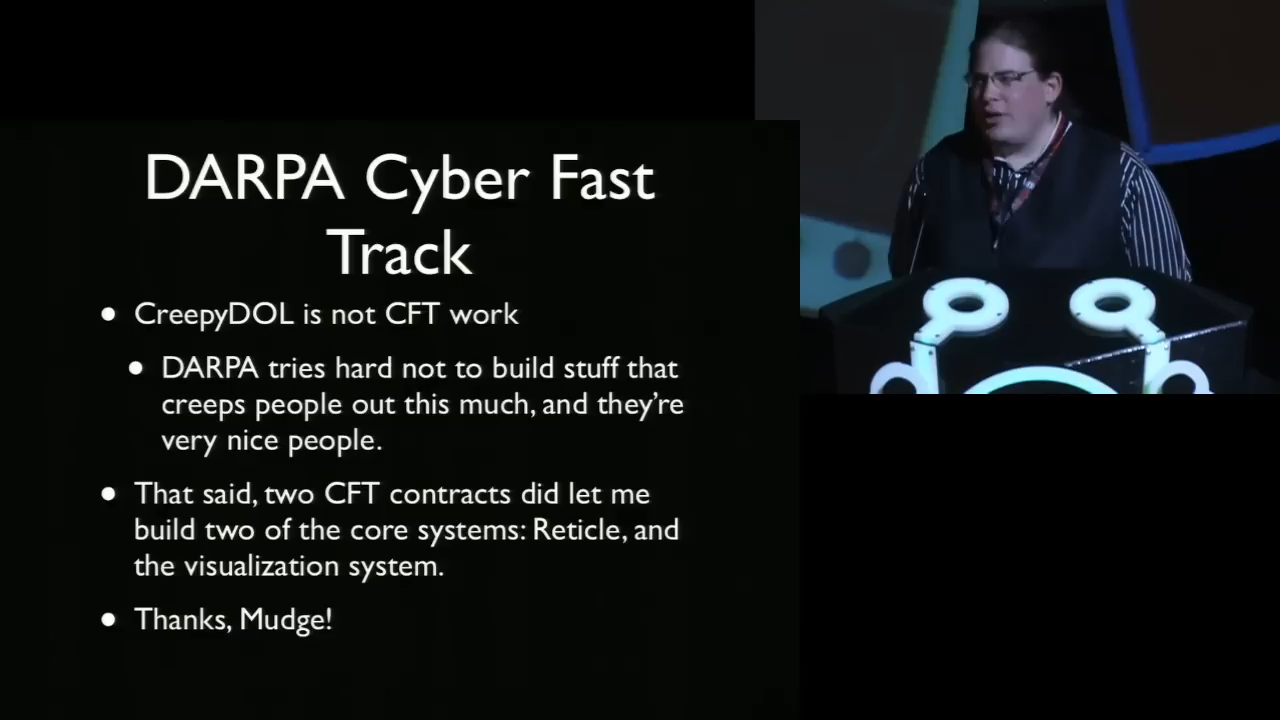 DARPA Cyber Fast
Track
• CreepyDOL is not CFT work
• DARPA tries hard not to build stuff that
creeps people out this much, and they're
very nice people.
• That said, two CFT contracts did let me
build two of the core systems: Reticle, and
the visualization system.
• Thanks, Mudge!